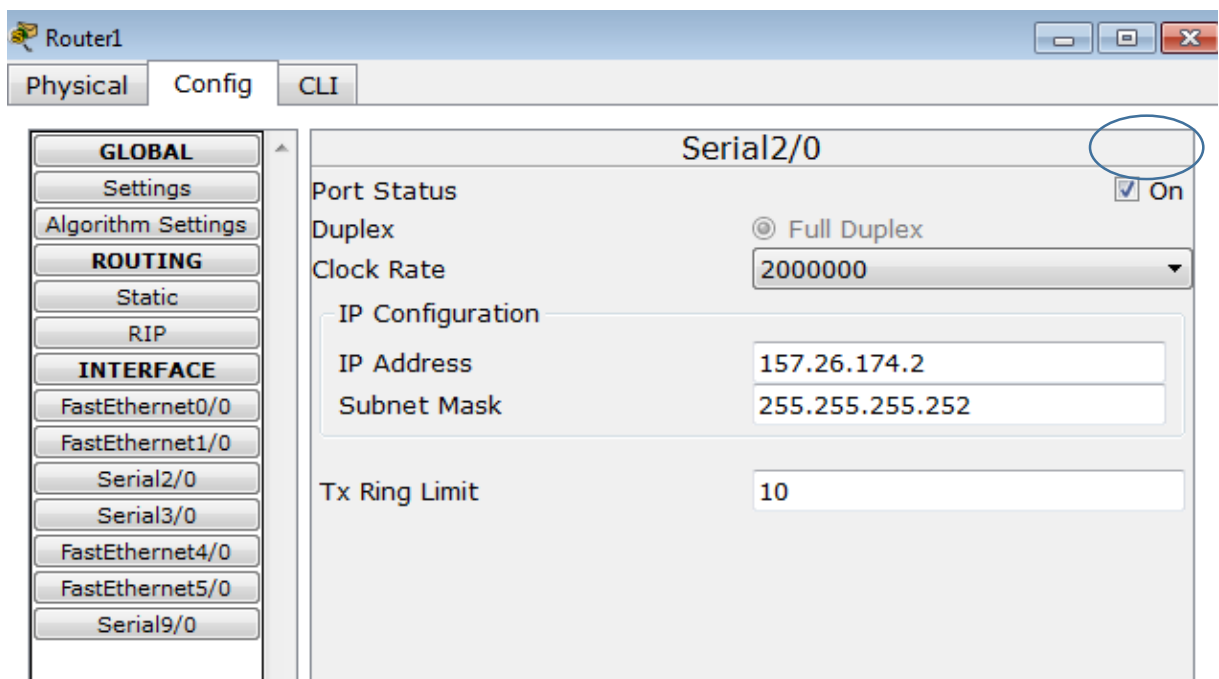 Router1
Physical Config CLI
GLOBAL
Settings
Algorithm Settings
ROUTING
Static
RIP
INTERFACE
FastEthernet0/0
FastEthernet1/0
Serial2/0
Serial3/0
FastEthernet4/0
FastEthernet5/0
Serial9/0
Serial2/0
Port Status On
Duplex Full Duplex
Clock Rate 2000000
IP Configuration
IP Address 157.26.174.2
Subnet Mask 255.255.255.252
Tx Ring Limit 10